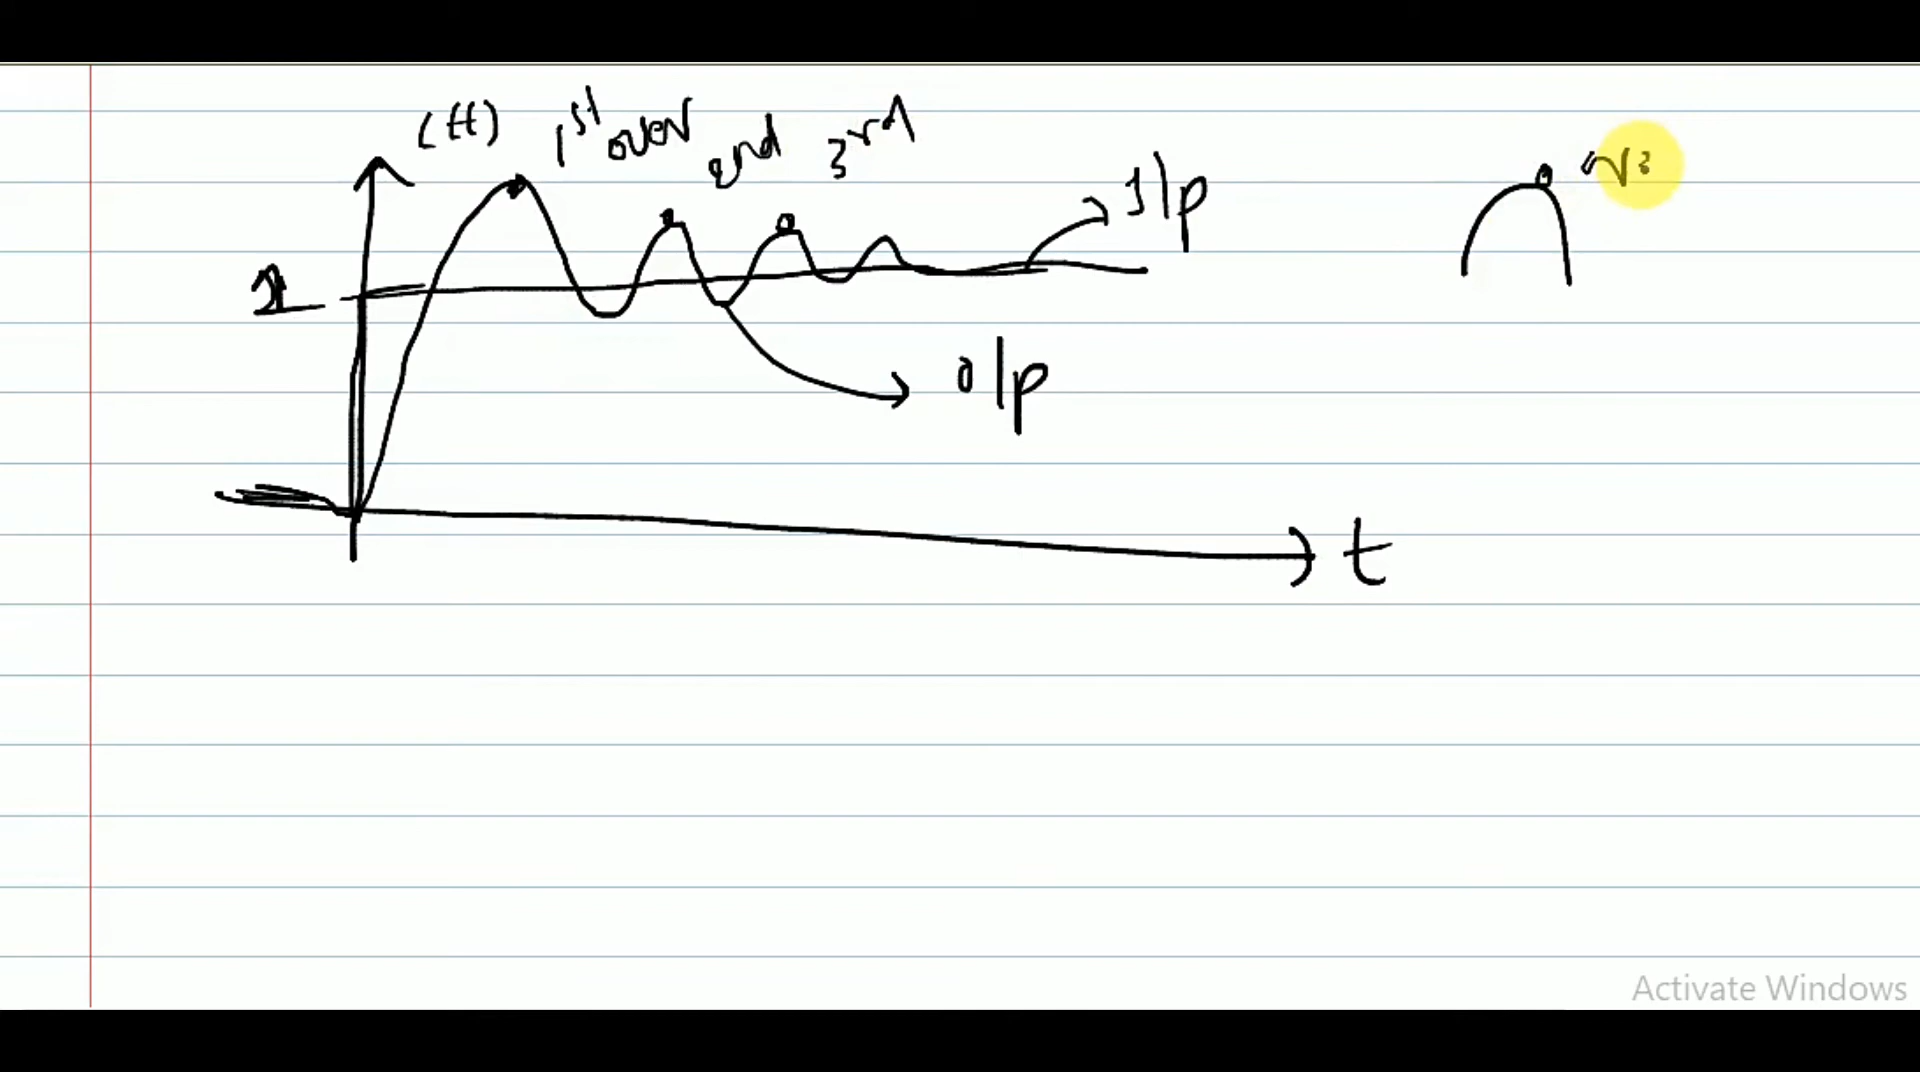 c(t)
1st over
2nd
3rd
I/p
1
o/p
t
Activate Windows